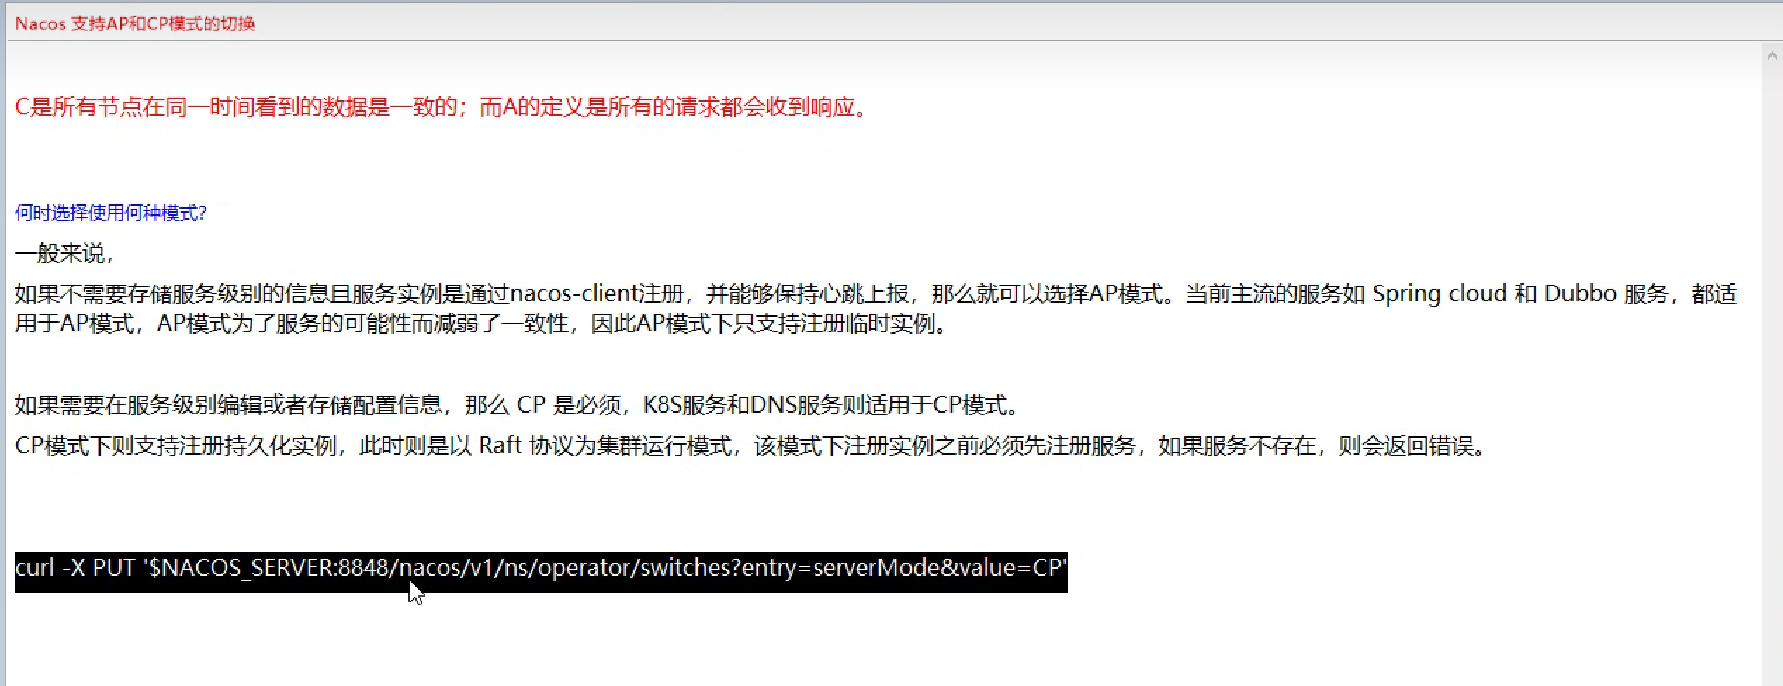 Nacos 支持AP和CP模式的切换
C是所有节点在同一时间看到的数据是一致的；而A的定义是所有的请求都会收到响应。
何时选择使用何种模式?
一般来说，
如果不需要存储服务级别的信息且服务实例是通过nacos-client注册，并能够保持心跳上报，那么就可以选择AP模式。当前主流的服务如 Spring cloud 和 Dubbo 服务，都适
用于AP模式，AP模式为了服务的可能性而减弱了一致性，因此AP模式下只支持注册临时实例。
如果需要在服务级别编辑或者存储配置信息，那么 CP 是必须，K8S服务和DNS服务则适用于CP模式。
CP模式下则支持注册持久化实例，此时则是以 Raft 协议为集群运行模式，该模式下注册实例之前必须先注册服务，如果服务不存在，则会返回错误。
curl -X PUT '$NACOS_SERVER:8848/nacos/v1/ns/operator/switches?entry=serverMode&value=CP'